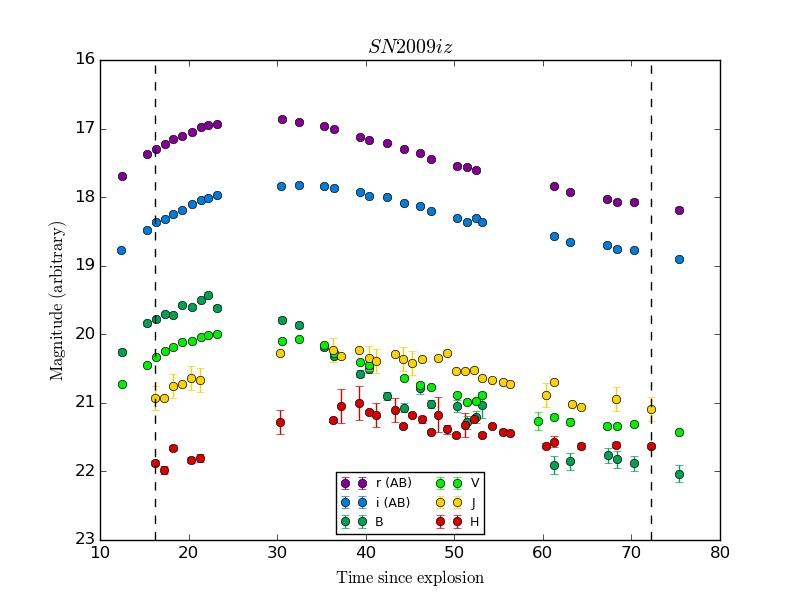 SN2009iz
16
17
18
19
20
21
22
23
Magnitude (arbitrary)
r (AB)
i (AB)
B
V
J
H
10 20 30 40 50 60 70 80
Time since explosion